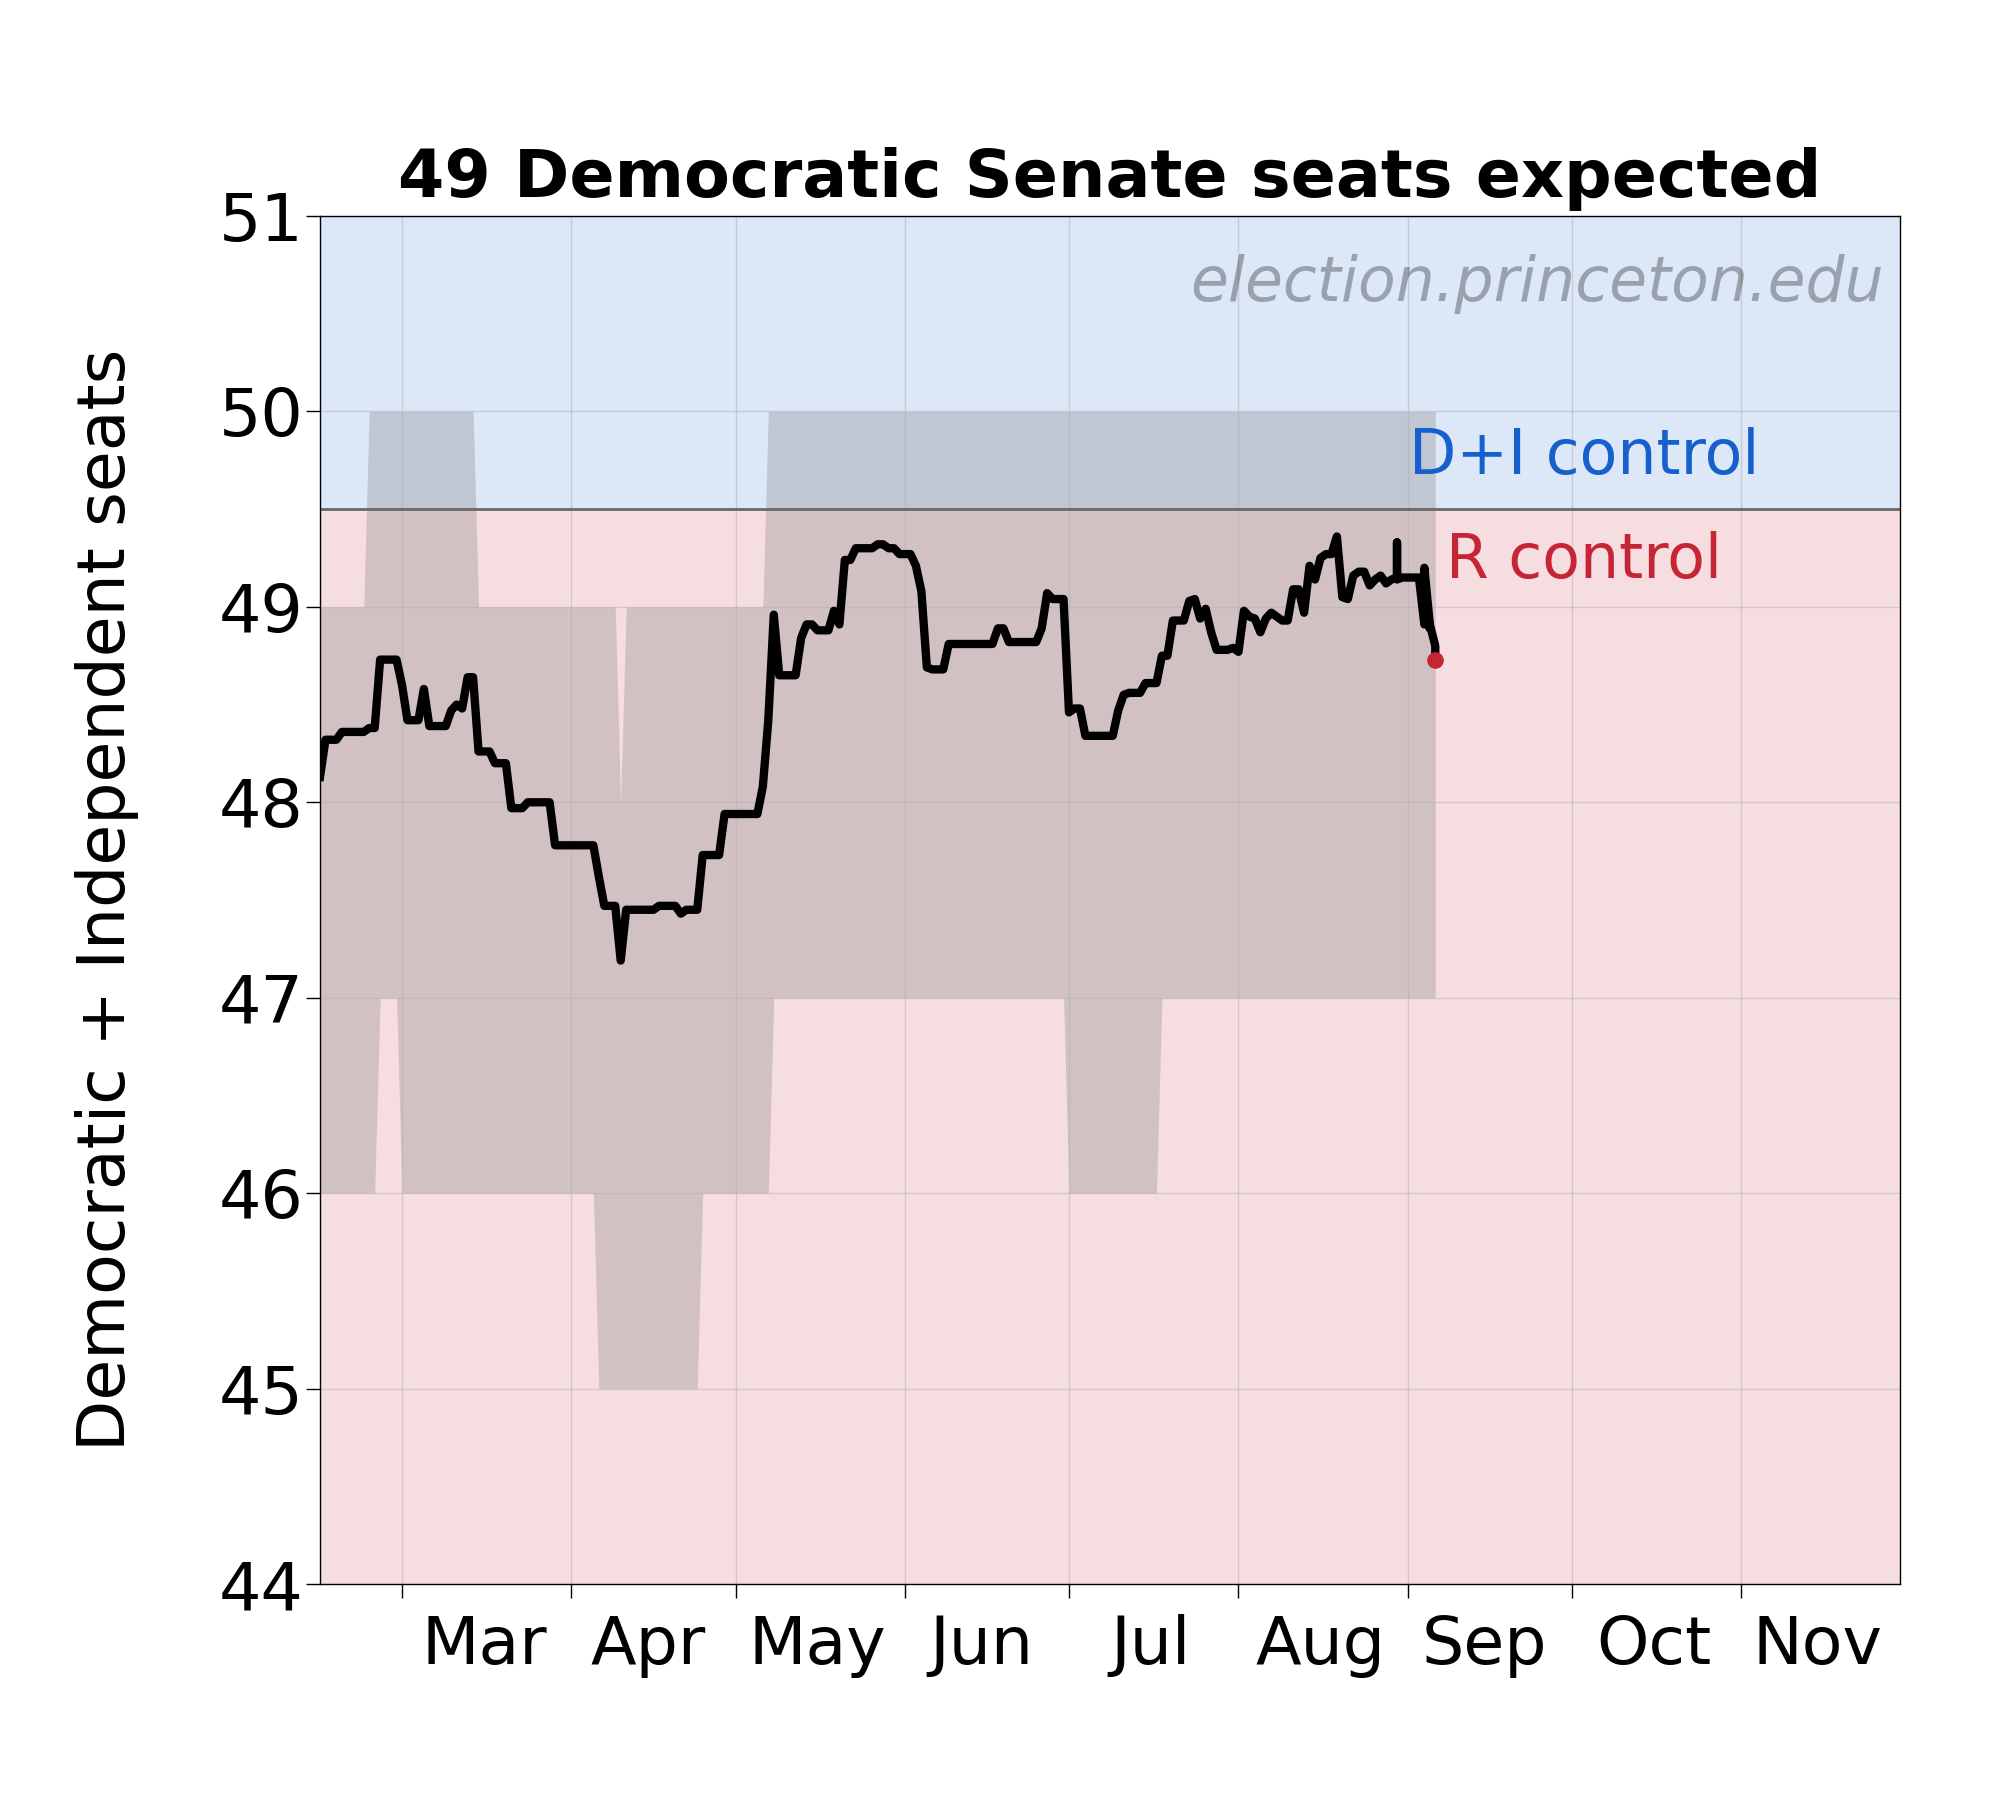 49 Democratic Senate seats expected
election.princeton.edu
D+I control
R control
Democratic + Independent seats
51
50
49
48
47
46
45
44
Mar Apr May Jun Jul Aug Sep Oct Nov